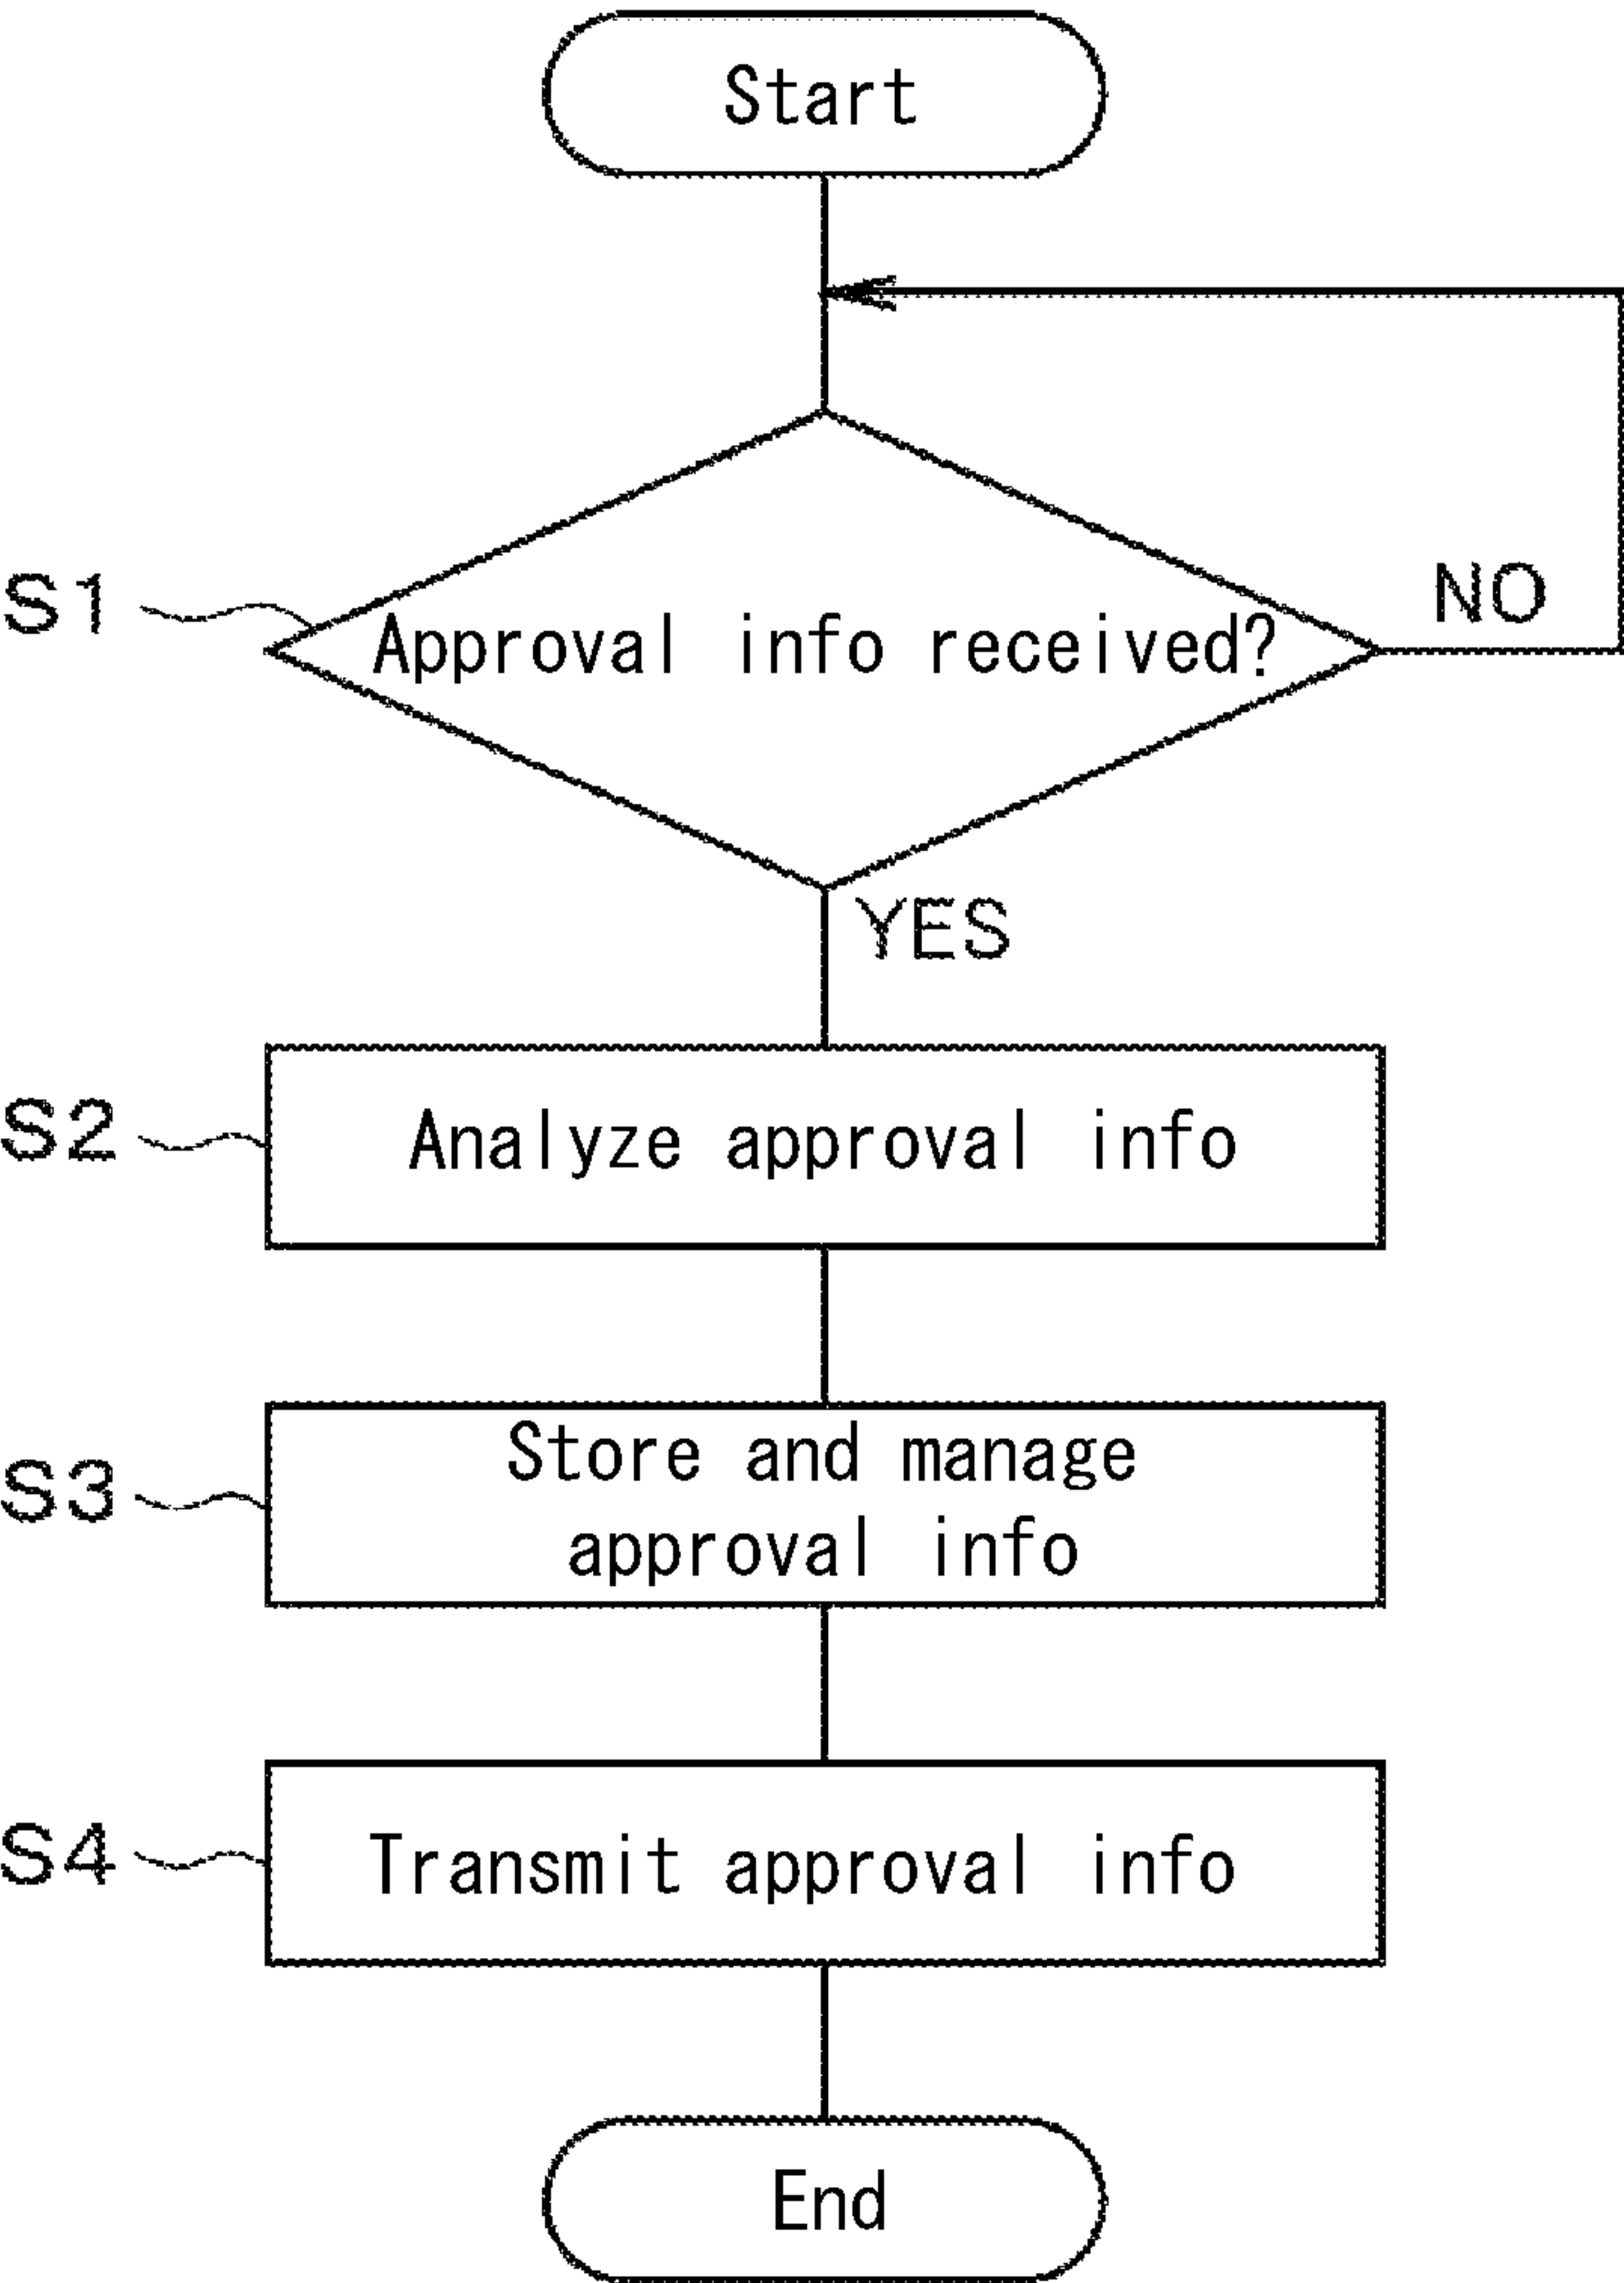 Start
S1
Approval info received?
NO
YES
S2
Analyze approval info
S3
Store and manage
approval info
S4
Transmit approval info
End